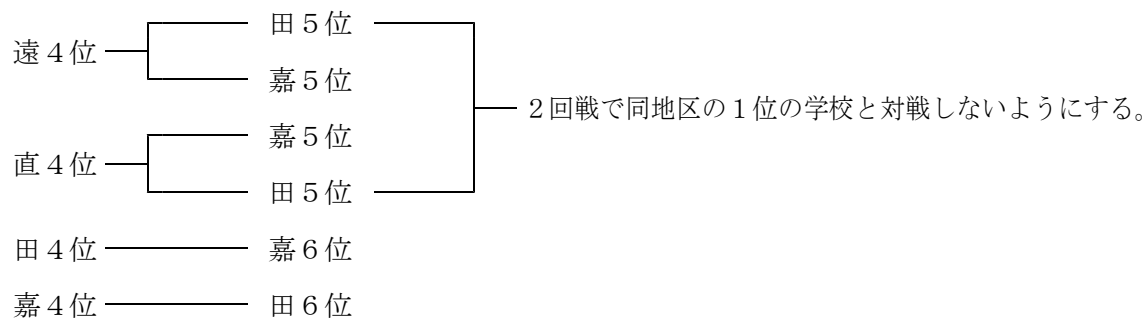 田５位
遠４位
嘉５位
２回戦で同地区の１位の学校と対戦しないようにする。
嘉５位
直４位
田５位
田４位 嘉６位
嘉４位 田６位